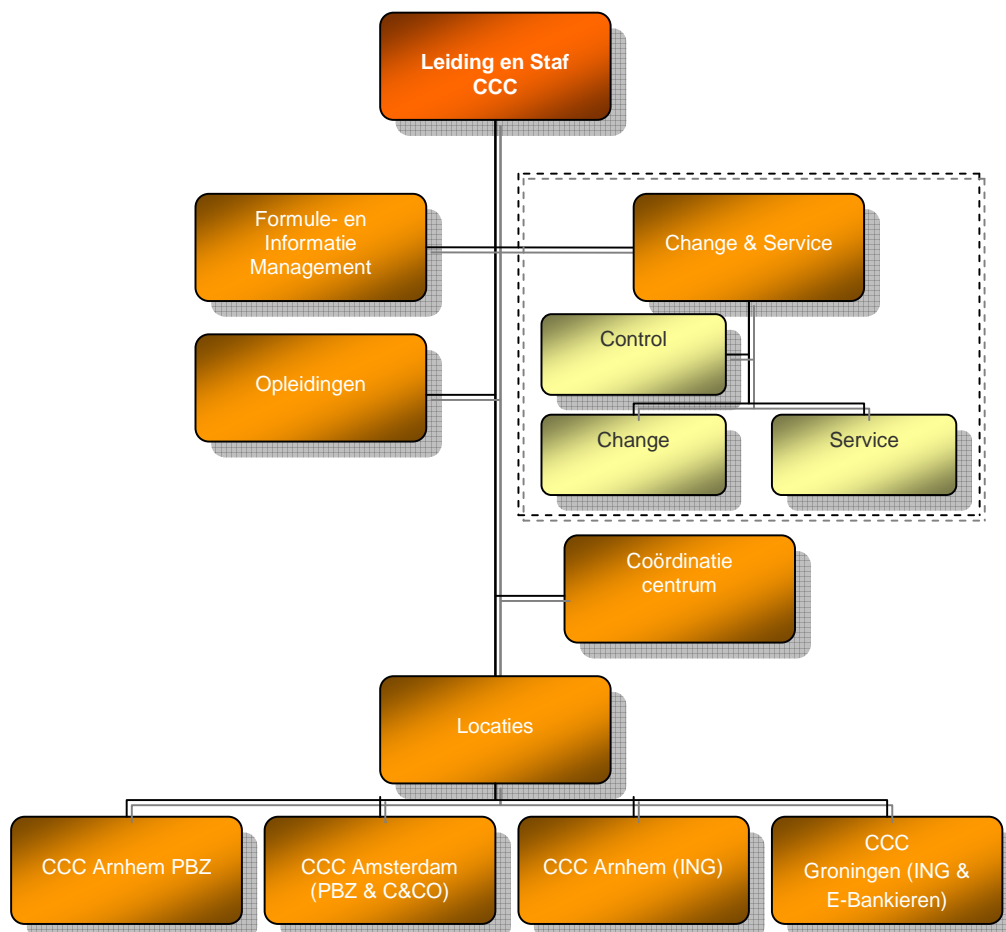 Leiding en Staf
CCC
Formule- en
Informatie
Management
Change & Service
Control
Opleidingen
Change
Service
Coördinatie
centrum
Locaties
CCC Arnhem PBZ
CCC Amsterdam
(PBZ & C&CO)
CCC Arnhem (ING)
CCC
Groningen (ING &
E-Bankieren)